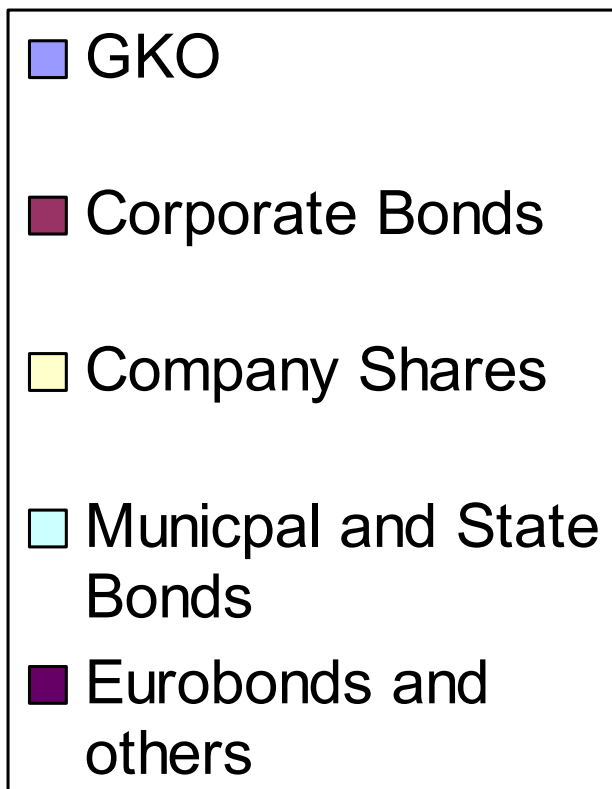 GKO
Corporate Bonds
Company Shares
Municpal and State
Bonds
Eurobonds and
others